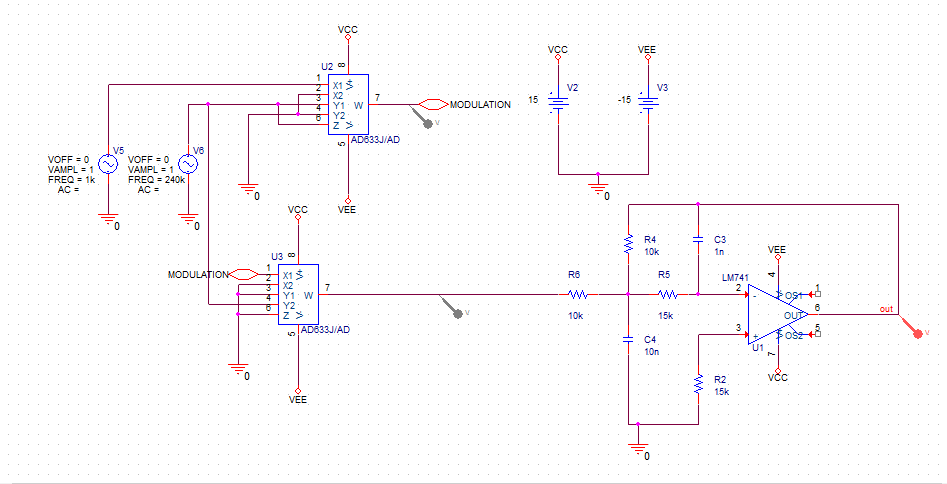 VCC
U2
8
1
X1 V+
2
X2
3
Y1 W
7
MODULATION
4
Y2
6
Z V-
5
AD633J/AD
V
VEE
VOFF = 0
VAMPL = 1
FREQ = 1k
AC =
V5
0
VOFF = 0
VAMPL = 1
FREQ = 240k
AC =
V6
0
0
VCC
VEE
15
V2
-15
V3
0
VCC
U3
8
MODULATION
1
X1 V+
2
X2
3
Y1 W
7
4
Y2
6
Z V-
5
AD633J/AD
V
VEE
0
R6
10k
R4
10k
R5
15k
C3
1n
C4
10n
R2
15k
0
LM741
VEE
4
2
-
V-
OS1
1
OUT
6
3
+
V+
OS2
5
U1
7
VCC
out
V